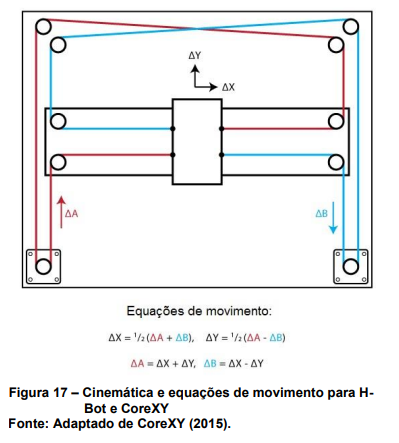 ΔY
ΔX
ΔA
ΔB
Equações de movimento:
ΔX = ¹/₂ (ΔA + ΔB), ΔY = ¹/₂ (ΔA - ΔB)
ΔA = ΔX + ΔY, ΔB = ΔX - ΔY
Figura 17 – Cinemática e equações de movimento para H-
Bot e CoreXY
Fonte: Adaptado de CoreXY (2015).